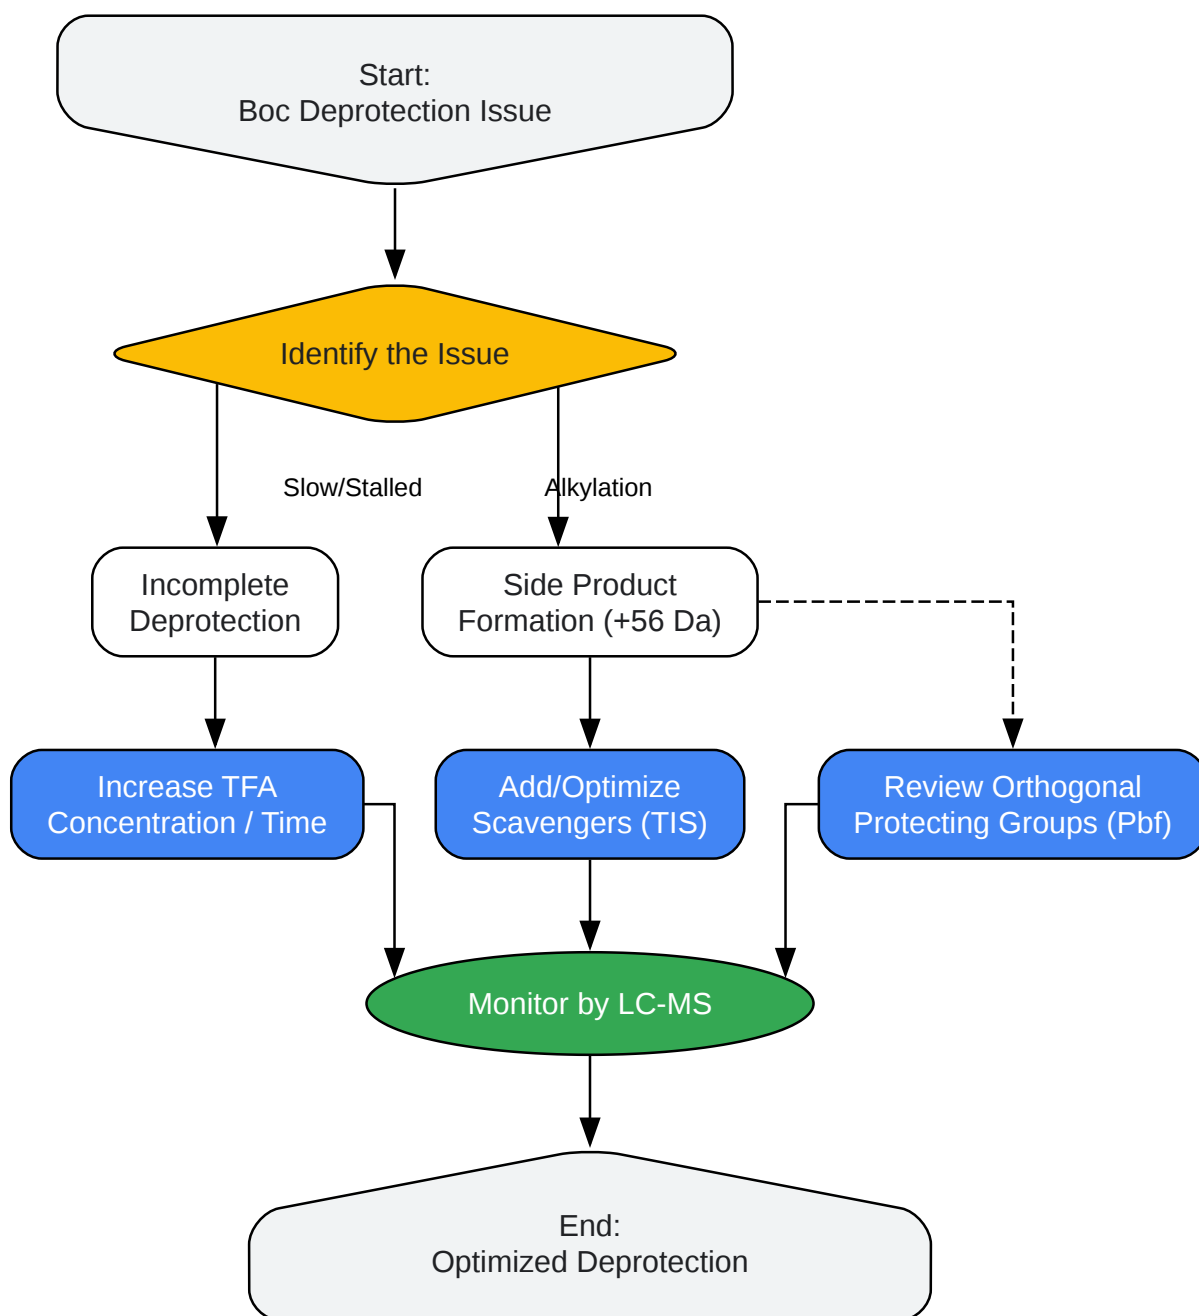 Start:
Boc Deprotection Issue
Identify the Issue
Slow/Stalled
Alkylation
Incomplete
Deprotection
Side Product
Formation (+56 Da)
Increase TFA
Concentration / Time
Add/Optimize
Scavengers (TIS)
Review Orthogonal
Protecting Groups (Pbf)
Monitor by LC-MS
End:
Optimized Deprotection